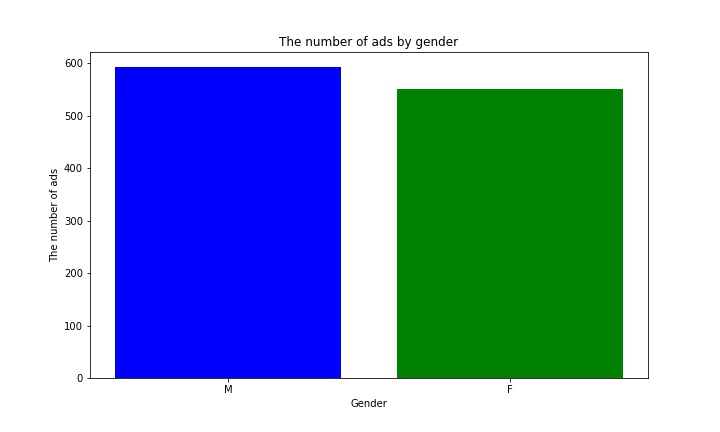 The number of ads by gender
The number of ads
600
500
400
300
200
100
0
M
F
Gender